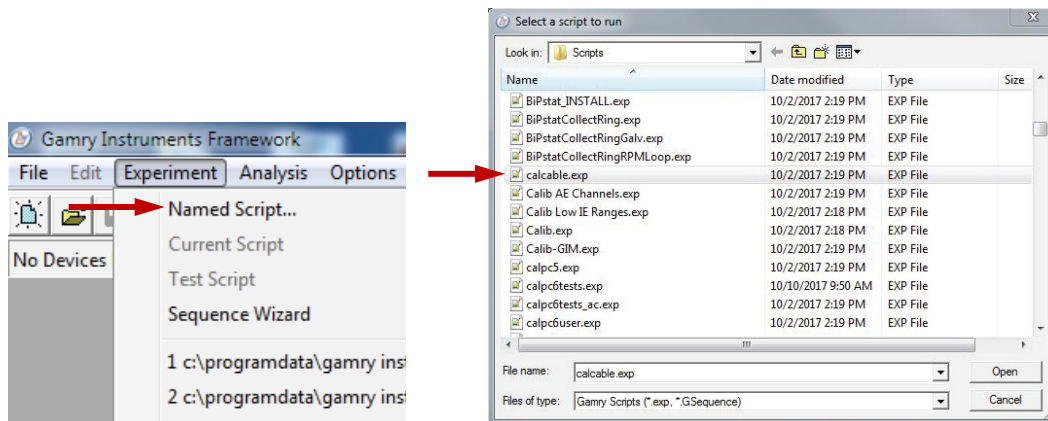 Gamry Instruments Framework
File Edit Experiment Analysis Options
Named Script...
No Devices
Current Script
Test Script
Sequence Wizard
1 c:\programdata\gamry inst
2 c:\programdata\gamry inst
Select a script to run
Look in: Scripts
Name Date modified Type Size
BiPstat_INSTALL.exp 10/2/2017 2:19 PM EXP File
BiPstatCollectRing.exp 10/2/2017 2:19 PM EXP File
BiPstatCollectRingGalv.exp 10/2/2017 2:19 PM EXP File
BiPstatCollectRingRPMLoop.exp 10/2/2017 2:19 PM EXP File
calcable.exp 10/2/2017 2:19 PM EXP File
Calib AE Channels.exp 10/2/2017 2:19 PM EXP File
Calib Low IE Ranges.exp 10/2/2017 2:18 PM EXP File
Calib.exp 10/2/2017 2:18 PM EXP File
Calib-GIM.exp 10/2/2017 2:19 PM EXP File
calpc5.exp 10/2/2017 2:19 PM EXP File
calpc6tests.exp 10/10/2017 9:50 AM EXP File
calpc6tests_ac.exp 10/2/2017 2:19 PM EXP File
calpc6user.exp 10/2/2017 2:19 PM EXP File
File name: calcable.exp Open
Files of type: Gamry Scripts (*.exp, *.GSequence) Cancel